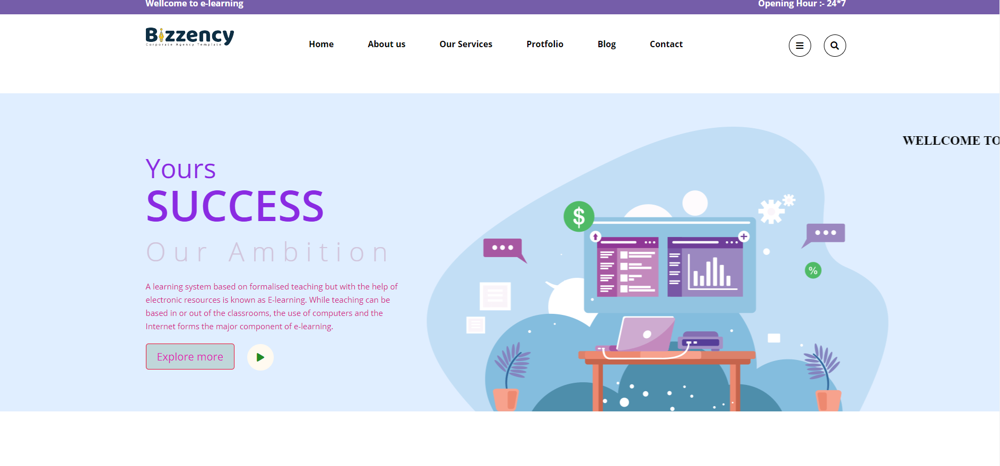 Wellcome to e-learning
Opening Hour :- 24*7
Bizzency
Corporate Agency Template
Home
About us
Our Services
Protfolio
Blog
Contact
WELLCOME TO
Yours
SUCCESS
Our Ambition
A learning system based on formalised teaching but with the help of
electronic resources is known as E-learning. While teaching can be
based in or out of the classrooms, the use of computers and the
Internet forms the major component of e-learning.
Explore more
$
%